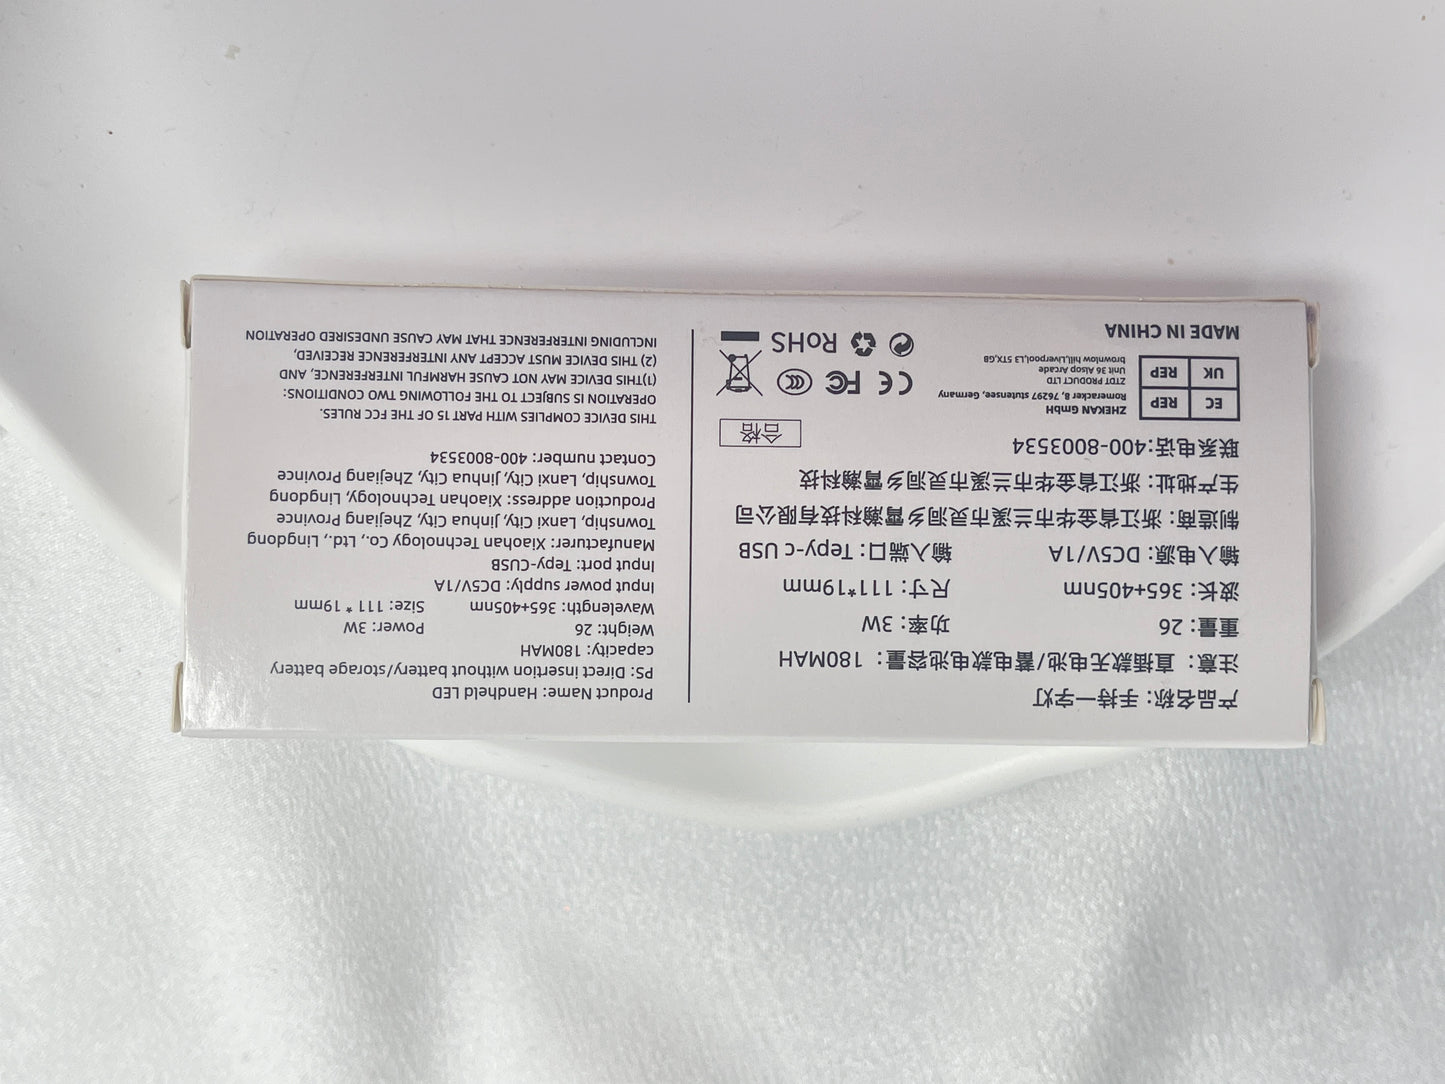 产品名称：手持一字灯
注意：直插款无电池/蓄电款电池容量：180MAH
重量：26 功率：3W
波长：365+405nm 尺寸：111*19mm
输入电源：DC5V/1A 输入端口：Tepy-c USB
制造商：浙江省金华市兰溪市灵洞乡霄瀚科技有限公司
生产地址：浙江省金华市兰溪市灵洞乡霄瀚科技
联系电话:400-8003534
合格
EC REP
ZHEKAN GmbH
Romeracker 8, 76297 stutensee, Germany
UK REP
ZTDT PRODUCT LTD
Unit 36 Alsop Arcade
brownlow hill,Liverpool,L3 5TX,GB
MADE IN CHINA
CE FC CCC
RoHS
Product Name: Handheld LED
PS: Direct insertion without battery/storage battery
capacity: 180MAH
Weight: 26 Power: 3W
Wavelength: 365+405nm Size: 111 * 19mm
Input power supply: DC5V/1A
Input port: Tepy-CUSB
Manufacturer: Xiaohan Technology Co., Ltd., Lingdong
Township, Lanxi City, Jinhua City, Zhejiang Province
Production address: Xiaohan Technology, Lingdong
Township, Lanxi City, Jinhua City, Zhejiang Province
Contact number: 400-8003534
THIS DEVICE COMPLIES WITH PART 15 OF THE FCC RULES.
OPERATION IS SUBJECT TO THE FOLLOWING TWO CONDITIONS:
(1)THIS DEVICE MAY NOT CAUSE HARMFUL INTERFERENCE, AND
(2) THIS DEVICE MUST ACCEPT ANY INTERFERENCE RECEIVED,
INCLUDING INTERFERENCE THAT MAY CAUSE UNDESIRED OPERATION